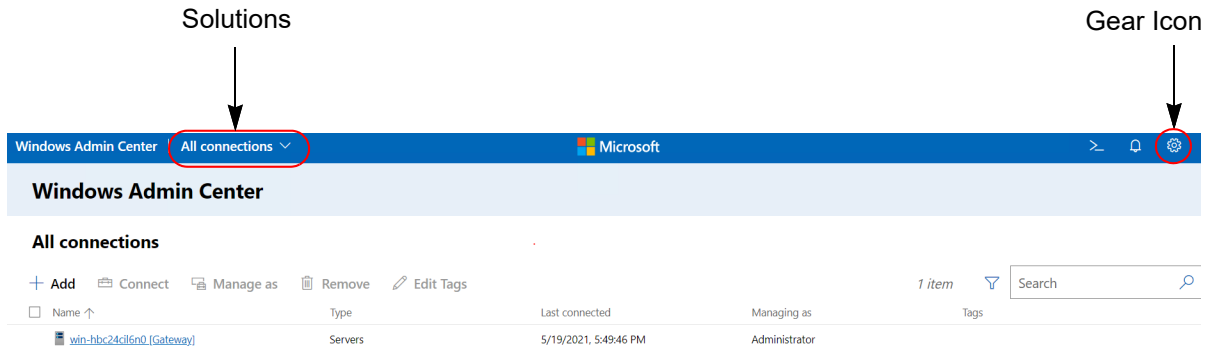 Solutions
Gear Icon
Windows Admin Center All connections Microsoft
Windows Admin Center
All connections
Add Connect Manage as Remove Edit Tags 1 item Search
Name Type Last connected Managing as Tags
win-hbc24cil6n0 [Gateway] Servers 5/19/2021, 5:49:46 PM Administrator